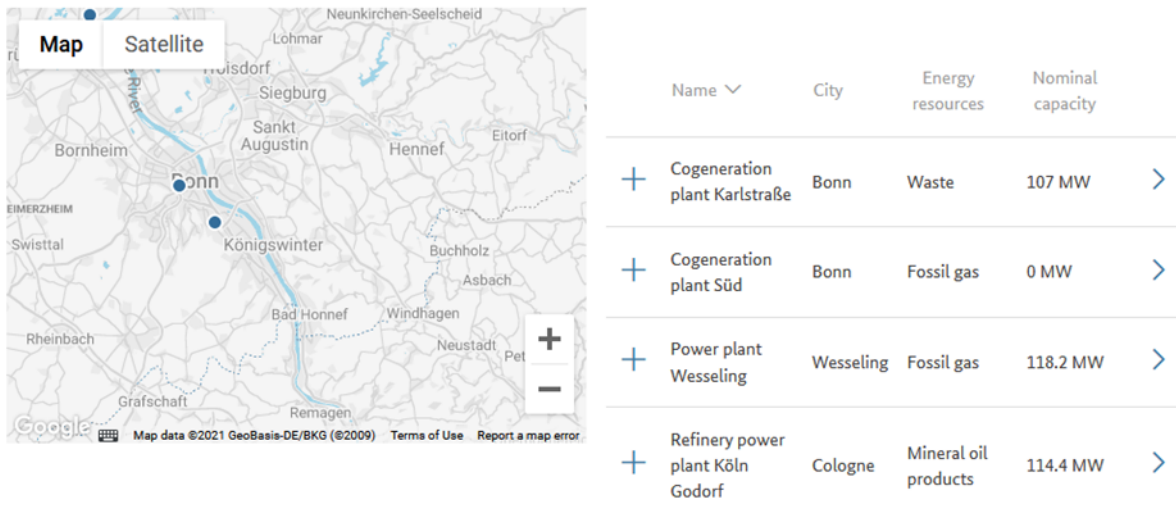 Neunkirchen-Seelscheid
Map
Satellite
Lohmar
Siegburg
River
Sankt
Augustin
Eitorf
Bornheim
Hennef
Bonn
Swisttal
Königswinter
Buchholz
Asbach
Bad Honnef
Windhagen
Rheinbach
Neustadt
Grafschaft
Remagen
Google
Map data ©2021 GeoBasis-DE/BKG (©2009) Terms of Use Report a map error
Name
City
Energy
resources
Nominal
capacity
Cogeneration
plant Karlstraße
Bonn
Waste
107 MW
Cogeneration
plant Süd
Bonn
Fossil gas
0 MW
Power plant
Wesseling
Wesseling
Fossil gas
118.2 MW
Refinery power
plant Köln
Godorf
Cologne
Mineral oil
products
114.4 MW